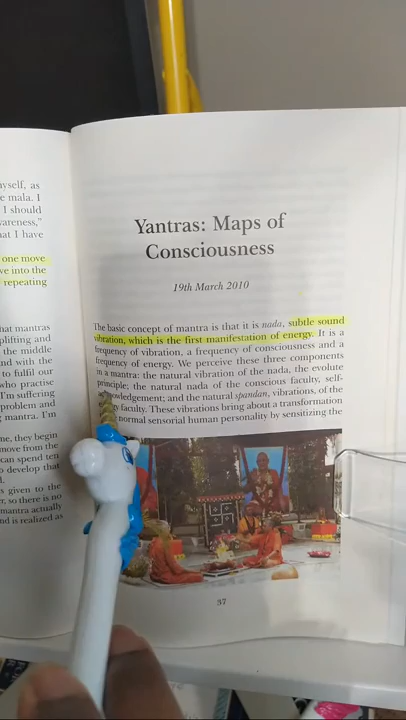 myself, as
e mala. I
I should
awareness,"
at I have
one move
ve into the
repeating
hat mantras
plifting and
the middle
nd with the
to fulfil our
who practise
I'm suffering
problem and
mantra. I'm
me, they begin
move from the
can spend ten
o develop that
d.
s given to the
r, so there is no
mantra actually
nd is realized as
Yantras: Maps of
Consciousness
19th March 2010
The basic concept of mantra is that it is nada, subtle sound
vibration, which is the first manifestation of energy. It is a
frequency of vibration, a frequency of consciousness and a
frequency of energy. We perceive these three components
in a mantra: the natural vibration of the nada, the evolute
principle; the natural nada of the conscious faculty, self-
acknowledgement; and the natural spandan, vibrations, of the
faculty. These vibrations bring about a transformation
normal sensorial human personality by sensitizing the
37